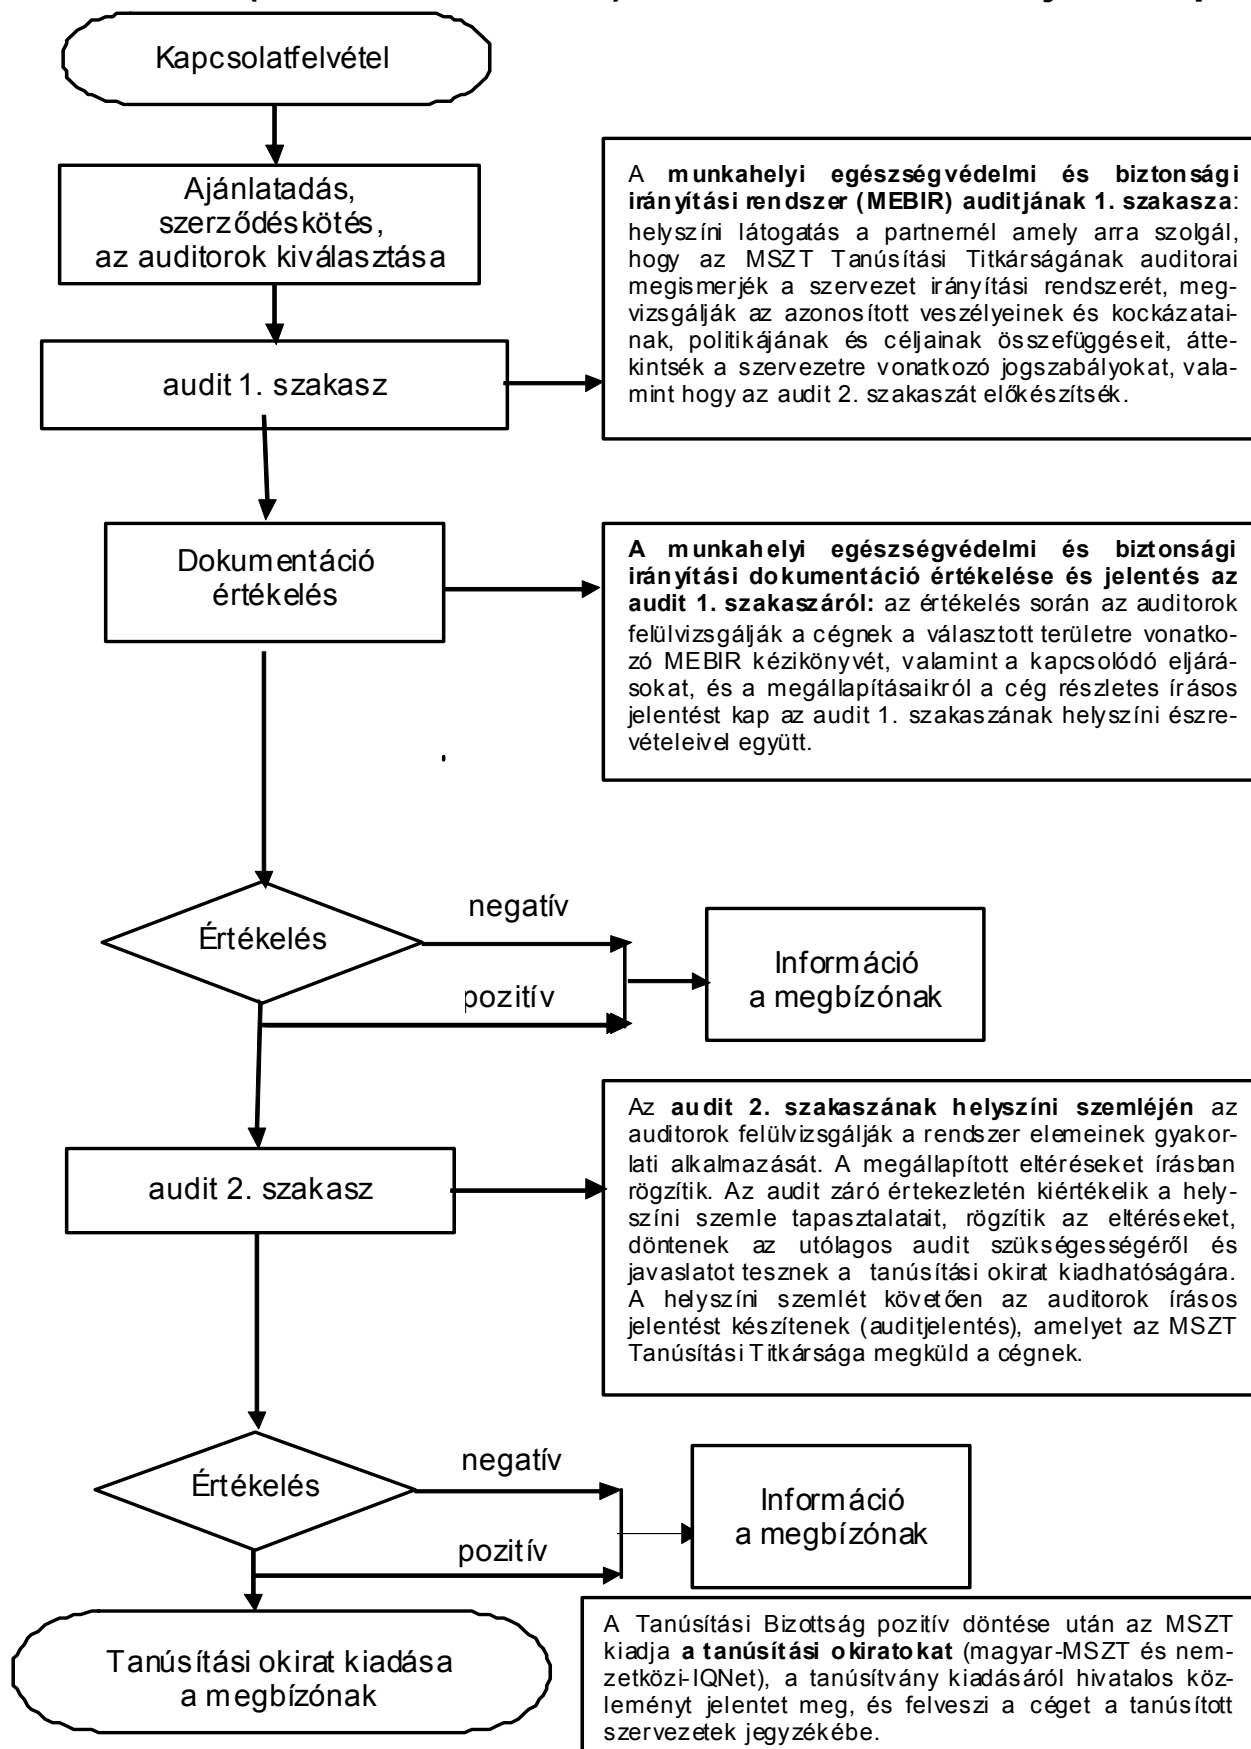 Kapcsolatfelvétel
Ajánlatadás,
szerződéskötés,
az auditorok kiválasztása
audit 1. szakasz
A munkahelyi egészségvédelmi és biztonsági
irányítási rendszer (MEBIR) auditjának 1. szakasza:
helyszíni látogatás a partnernél amely arra szolgál,
hogy az MSZT Tanúsítási Titkárságának auditorai
megismerjék a szervezet irányítási rendszerét, meg-
vizsgálják az azonosított veszélyeinek és kockázatai-
nak, politikájának és céljainak összefüggéseit, átte-
kintsék a szervezetre vonatkozó jogszabályokat, vala-
mint hogy az audit 2. szakaszát előkészítsék.
Dokumentáció
értékelés
A munkahelyi egészségvédelmi és biztonsági
irányítási dokumentáció értékelése és jelentés az
audit 1. szakaszáról: az értékelés során az auditorok
felülvizsgálják a cégnek a választott területre vonatko-
zó MEBIR kézikönyvét, valamint a kapcsolódó eljárá-
sokat, és a megállapításaikról a cég részletes írásos
jelentést kap az audit 1. szakaszának helyszíni észre-
vételeivel együtt.
Értékelés
negatív
pozitív
Információ
a megbízónak
audit 2. szakasz
Az audit 2. szakaszának helyszíni szemléjén az
auditorok felülvizsgálják a rendszer elemeinek gyakor-
lati alkalmazását. A megállapított eltéréseket írásban
rögzítik. Az audit záró értekezletén kiértékelik a hely-
színi szemle tapasztalatait, rögzítik az eltéréseket,
döntenek az utólagos audit szükségességéről és
javaslatot tesznek a tanúsítási okirat kiadhatóságára.
A helyszíni szemlét követően az auditorok írásos
jelentést készítenek (auditjelentés), amelyet az MSZT
Tanúsítási Titkársága megküld a cégnek.
Értékelés
negatív
pozitív
Információ
a megbízónak
Tanúsítási okirat kiadása
a megbízónak
A Tanúsítási Bizottság pozitív döntése után az MSZT
kiadja a tanúsítási okiratokat (magyar-MSZT és nem-
zetközi-IQNet), a tanúsítvány kiadásáról hivatalos köz-
leményt jelentet meg, és felveszi a céget a tanúsított
szervezetek jegyzékébe.